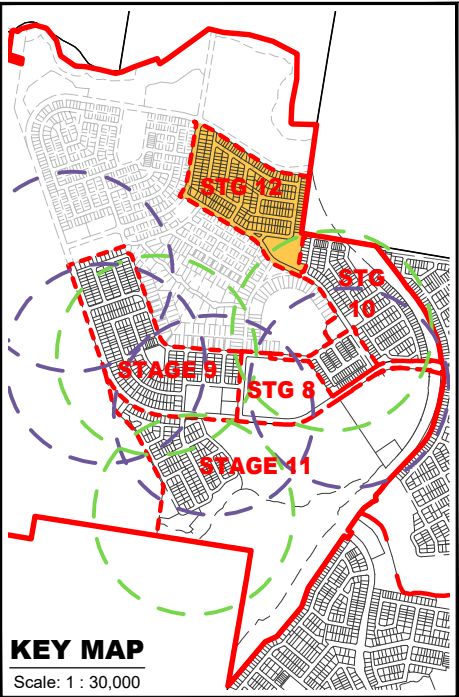 STG 12
STG
10
STAGE 9
STG 8
STAGE 11
KEY MAP
Scale: 1 : 30,000